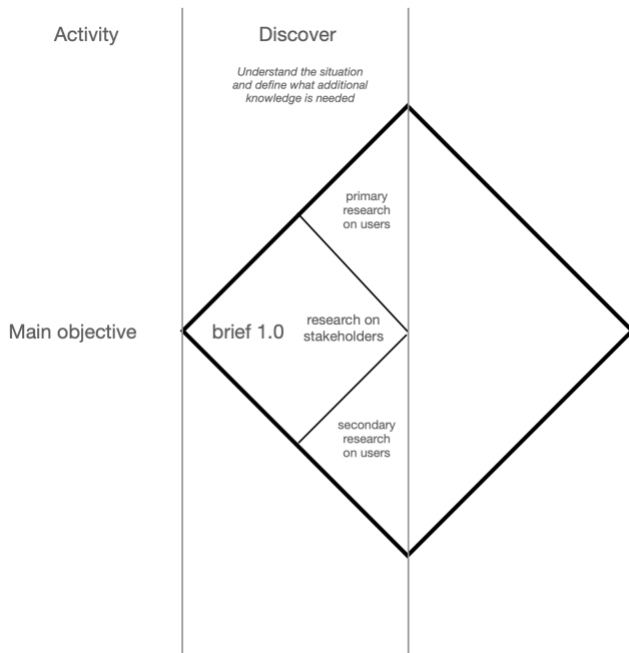 Activity
Discover
Understand the situation
and define what additional
knowledge is needed
primary
research
on users
Main objective
brief 1.0
research on
stakeholders
secondary
research
on users